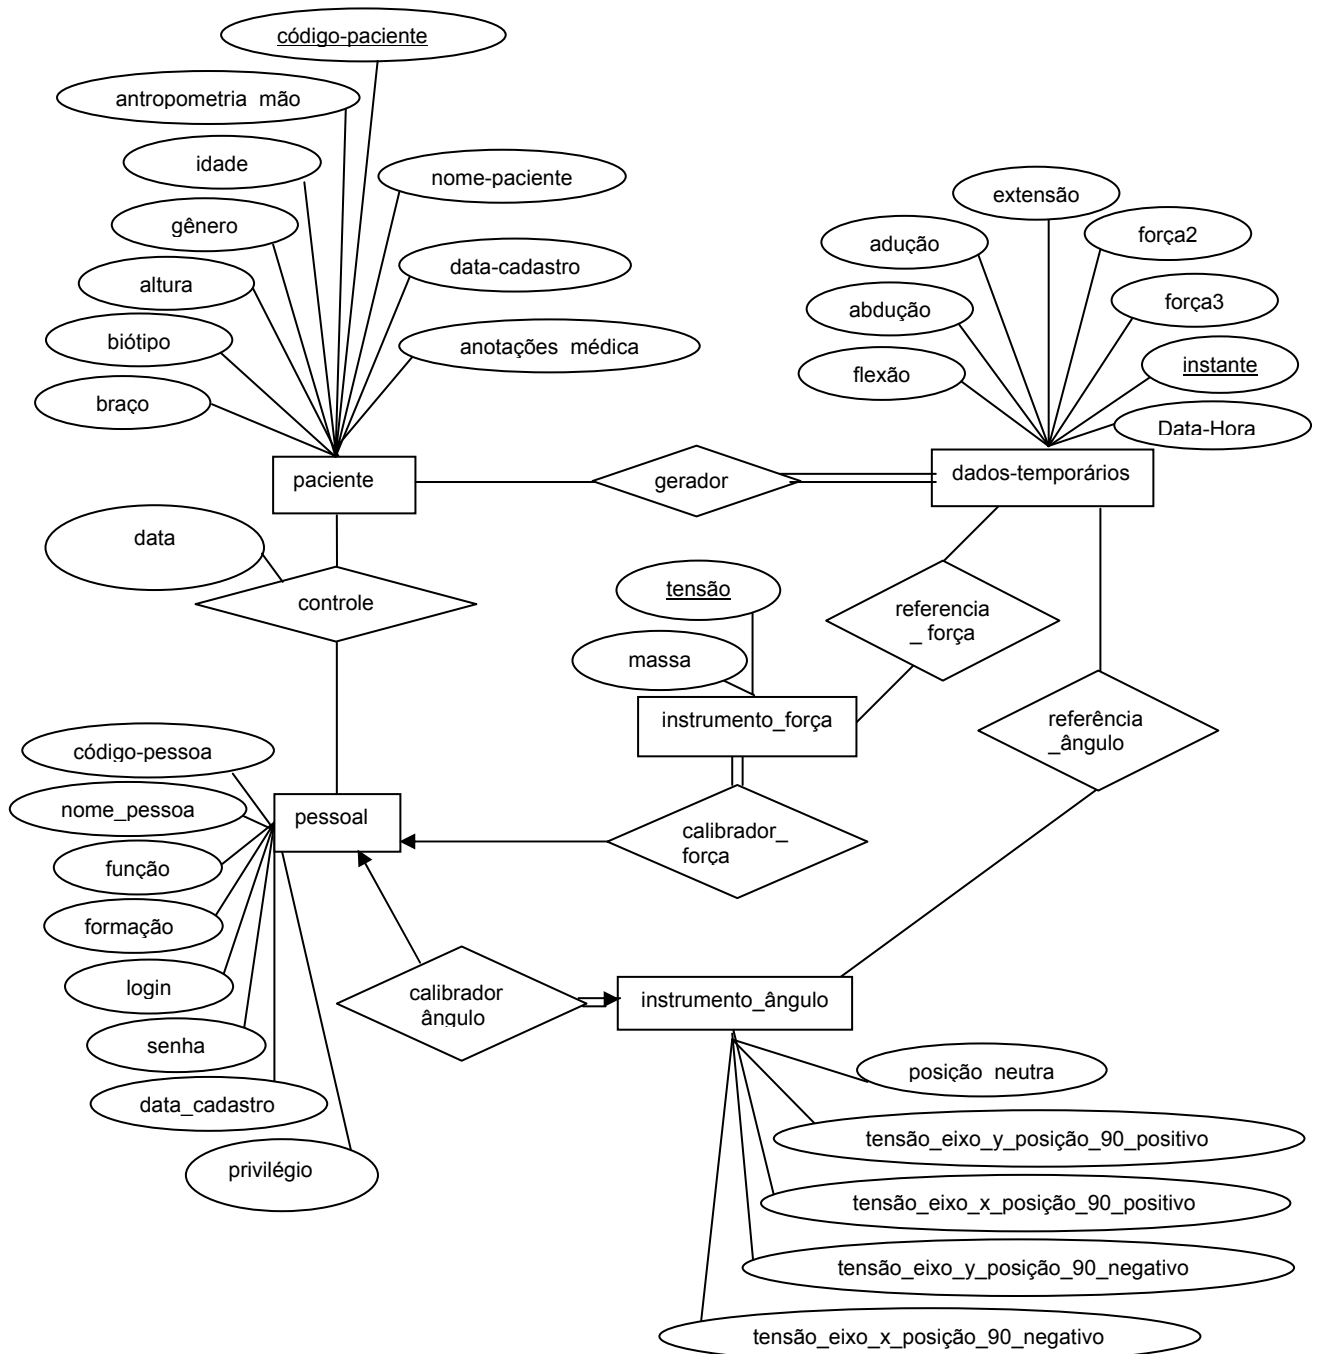 código-paciente
antropometria mão
idade
nome-paciente
extensão
gênero
adução
força2
altura
data-cadastro
abdução
força3
biótipo
anotações médica
flexão
instante
braço
Data-Hora
paciente
gerador
dados-temporários
data
controle
tensão
referencia
_ força
massa
instrumento_força
referência
_ângulo
código-pessoa
nome_pessoa
pessoal
calibrador_
força
função
formação
login
calibrador
ângulo
instrumento_ângulo
senha
posição neutra
data_cadastro
tensão_eixo_y_posição_90_positivo
privilégio
tensão_eixo_x_posição_90_positivo
tensão_eixo_y_posição_90_negativo
tensão_eixo_x_posição_90_negativo